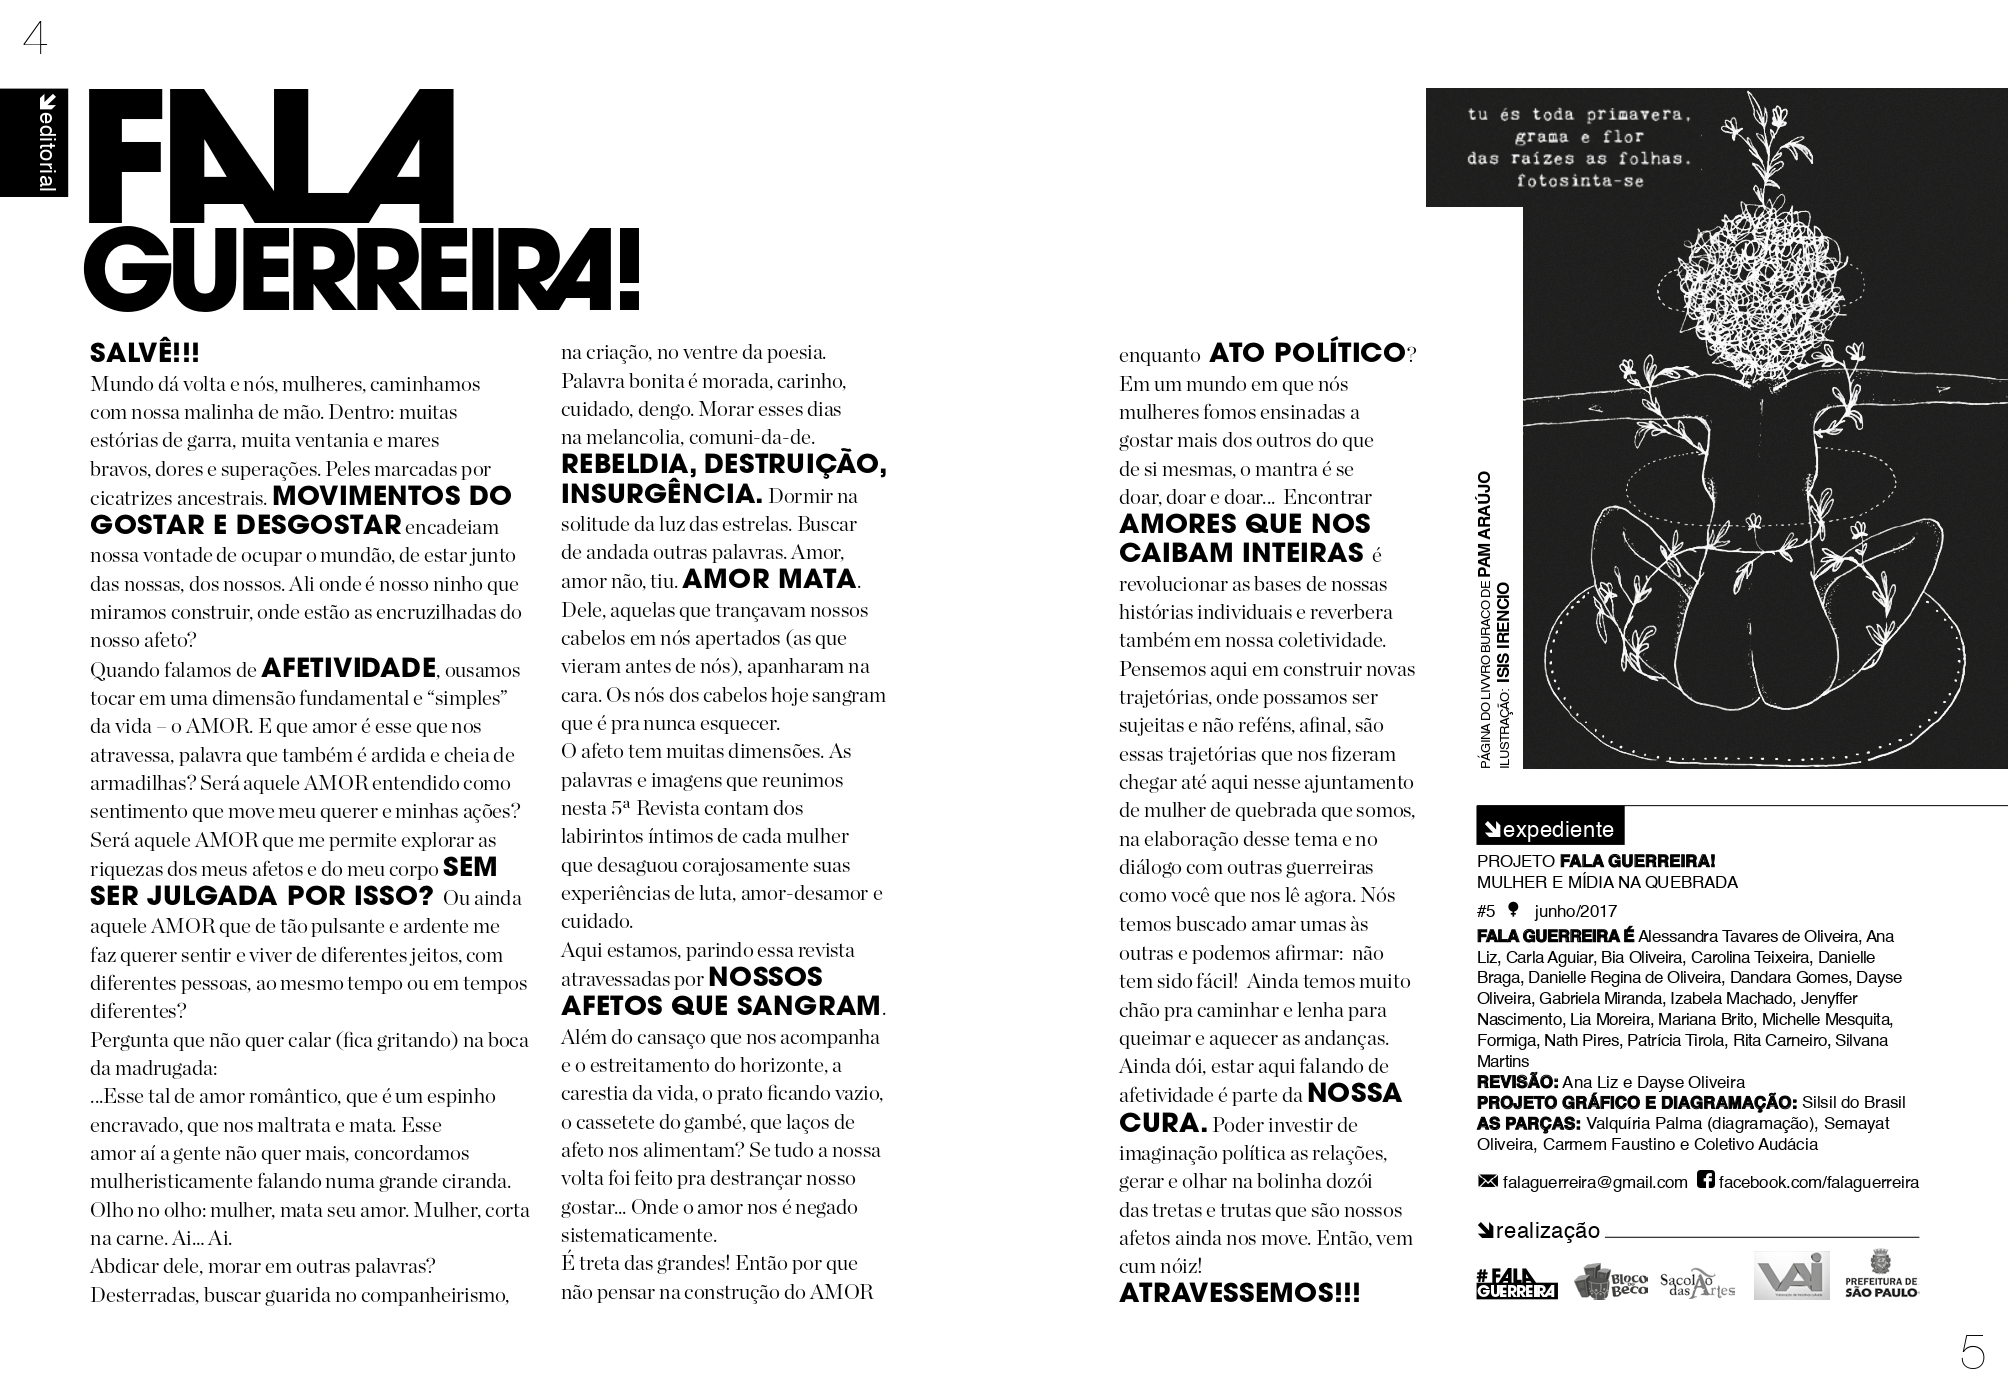 4
editorial
FALA
GUERREIRA!
SALVÊ!!!
Mundo dá volta e nós, mulheres, caminhamos
com nossa malinha de mão. Dentro: muitas
estórias de garra, muita ventania e mares
bravos, dores e superações. Peles marcadas por
cicatrizes ancestrais. MOVIMENTOS DO
GOSTAR E DESGOSTAR encadeiam
nossa vontade de ocupar o mundão, de estar junto
das nossas, dos nossos. Ali onde é nosso ninho que
miramos construir, onde estão as encruzilhadas do
nosso afeto?
Quando falamos de AFETIVIDADE, ousamos
tocar em uma dimensão fundamental e “simples”
da vida – o AMOR. E que amor é esse que nos
atravessa, palavra que também é ardida e cheia de
armadilhas? Será aquele AMOR entendido como
sentimento que move meu querer e minhas ações?
Será aquele AMOR que me permite explorar as
riquezas dos meus afetos e do meu corpo SEM
SER JULGADA POR ISSO? Ou ainda
aquele AMOR que de tão pulsante e ardente me
faz querer sentir e viver de diferentes jeitos, com
diferentes pessoas, ao mesmo tempo ou em tempos
diferentes?
Pergunta que não quer calar (fica gritando) na boca
da madrugada:
...Esse tal de amor romântico, que é um espinho
encravado, que nos maltrata e mata. Esse
amor aí a gente não quer mais, concordamos
mulheristicamente falando numa grande ciranda.
Olho no olho: mulher, mata seu amor. Mulher, corta
na carne. Ai... Ai.
Abdicar dele, morar em outras palavras?
Desterradas, buscar guarida no companheirismo,
na criação, no ventre da poesia.
Palavra bonita é morada, carinho,
cuidado, dengo. Morar esses dias
na melancolia, comuni-da-de.
REBELDIA, DESTRUIÇÃO,
INSURGÊNCIA. Dormir na
solitude da luz das estrelas. Buscar
de andada outras palavras. Amor,
amor não, tiu. AMOR MATA.
Dele, aquelas que trançavam nossos
cabelos em nós apertados (as que
vieram antes de nós), apanharam na
cara. Os nós dos cabelos hoje sangram
que é pra nunca esquecer.
O afeto tem muitas dimensões. As
palavras e imagens que reunimos
nesta 5ª Revista contam dos
labirintos íntimos de cada mulher
que desaguou corajosamente suas
experiências de luta, amor-desamor e
cuidado.
Aqui estamos, parindo essa revista
atravessadas por NOSSOS
AFETOS QUE SANGRAM.
Além do cansaço que nos acompanha
e o estreitamento do horizonte, a
carestia da vida, o prato ficando vazio,
o cassetete do gambé, que laços de
afeto nos alimentam? Se tudo a nossa
volta foi feito pra destrançar nosso
gostar... Onde o amor nos é negado
sistematicamente.
É treta das grandes! Então por que
não pensar na construção do AMOR
enquanto ATO POLÍTICO?
Em um mundo em que nós
mulheres fomos ensinadas a
gostar mais dos outros do que
de si mesmas, o mantra é se
doar, doar e doar... Encontrar
AMORES QUE NOS
CAIBAM INTEIRAS é
revolucionar as bases de nossas
histórias individuais e reverbera
também em nossa coletividade.
Pensemos aqui em construir novas
trajetórias, onde possamos ser
sujeitas e não reféns, afinal, são
essas trajetórias que nos fizeram
chegar até aqui nesse ajuntamento
de mulher de quebrada que somos,
na elaboração desse tema e no
diálogo com outras guerreiras
como você que nos lê agora. Nós
temos buscado amar umas às
outras e podemos afirmar: não
tem sido fácil! Ainda temos muito
chão pra caminhar e lenha para
queimar e aquecer as andanças.
Ainda dói, estar aqui falando de
afetividade é parte da NOSSA
CURA. Poder investir de
imaginação política as relações,
gerar e olhar na bolinha dozói
das tretas e trutas que são nossos
afetos ainda nos move. Então, vem
cum nóiz!
ATRAVESSEMOS!!!
tu és toda primavera,
grama e flor
das raízes as folhas.
fotosinta-se
PÁGINA DO LIVVRO BURACO DE PAM ARAÚJO
ILUSTRAÇÃO: ISIS IRENCIO
expediente
PROJETO FALA GUERREIRA!
MULHER E MÍDIA NA QUEBRADA
#5 junho/2017
FALA GUERREIRA É Alessandra Tavares de Oliveira, Ana
Liz, Carla Aguiar, Bia Oliveira, Carolina Teixeira, Danielle
Braga, Danielle Regina de Oliveira, Dandara Gomes, Dayse
Oliveira, Gabriela Miranda, Izabela Machado, Jenyffer
Nascimento, Lia Moreira, Mariana Brito, Michelle Mesquita,
Formiga, Nath Pires, Patrícia Tirola, Rita Carneiro, Silvana
Martins
REVISÃO: Ana Liz e Dayse Oliveira
PROJETO GRÁFICO E DIAGRAMAÇÃO: Silsil do Brasil
AS PARÇAS: Valquíria Palma (diagramação), Semayat
Oliveira, Carmem Faustino e Coletivo Audácia
falaguerreira@gmail.com facebook.com/falaguerreira
realização
#FALA
GUERREIRA
Bloco
Beco
Sacolão
das Artes
VAI
PREFEITURA DE
SÃO PAULO
5